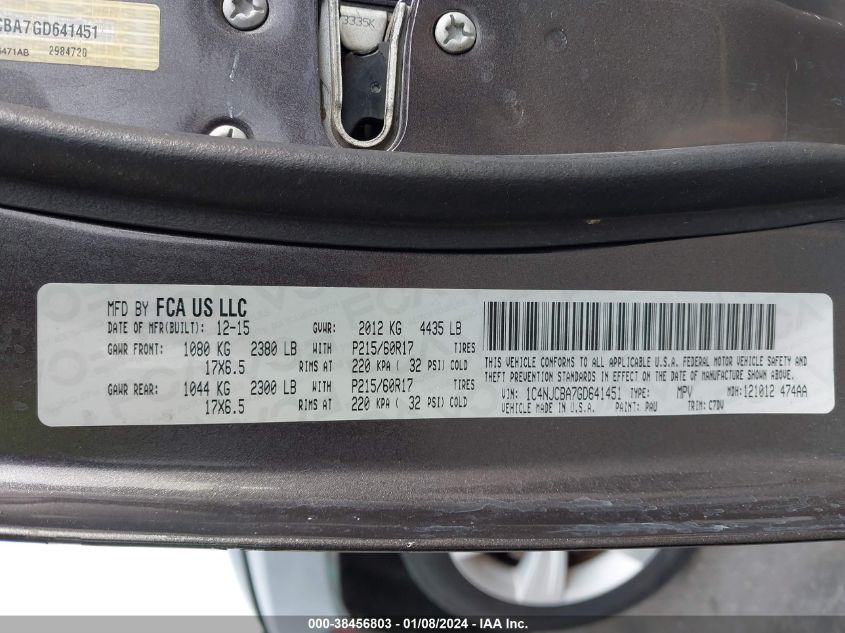 CBA7GD641451
471AB 2984720
3335K
MFD BY FCA US LLC
DATE OF MFR(BUILT): 12-15 GVWR: 2012 KG 4435 LB
GAWR FRONT: 1080 KG 2380 LB WITH P215/60R17 TIRES
17X6.5 RIMS AT 220 KPA ( 32 PSI) COLD
GAWR REAR: 1044 KG 2300 LB WITH P215/60R17 TIRES
17X6.5 RIMS AT 220 KPA ( 32 PSI) COLD
THIS VEHICLE CONFORMS TO ALL APPLICABLE U.S.A. FEDERAL MOTOR VEHICLE SAFETY AND
THEFT PREVENTION STANDARDS IN EFFECT ON THE DATE OF MANUFACTURE SHOWN ABOVE.
VIN: 1C4NJCBA7GD641451 TYPE: MPV MDH:121012 474AA
VEHICLE MADE IN U.S.A. PAINT: PAU TRIM: C7DV
000-38456803 - 01/08/2024 - IAAI.COM